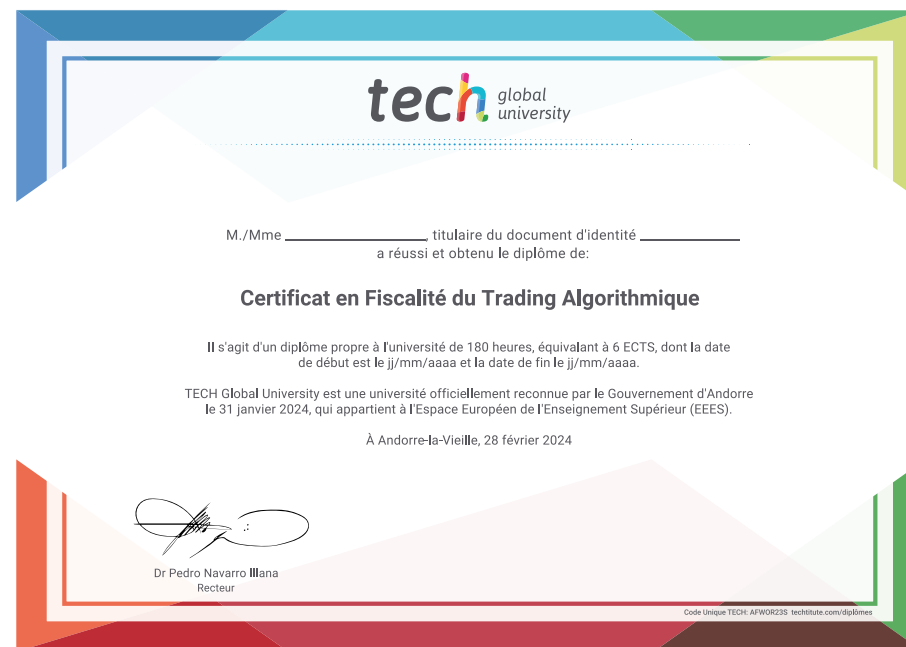 tech global university
M./Mme ____________________, titulaire du document d'identité ______________
a réussi et obtenu le diplôme de:
Certificat en Fiscalité du Trading Algorithmique
Il s'agit d'un diplôme propre à l'université de 180 heures, équivalant à 6 ECTS, dont la date
de début est le jj/mm/aaaa et la date de fin le jj/mm/aaaa.
TECH Global University est une université officiellement reconnue par le Gouvernement d'Andorre
le 31 janvier 2024, qui appartient à l'Espace Européen de l'Enseignement Supérieur (EEES).
À Andorre-la-Vieille, 28 février 2024
Dr Pedro Navarro Illana
Recteur
Code Unique TECH: AFWOR23S techtitute.com/diplômes